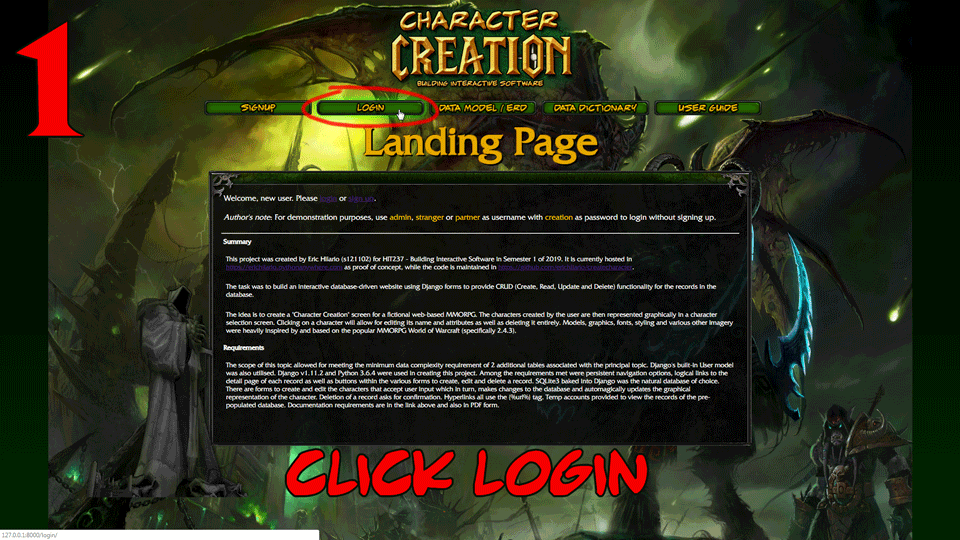 1
CHARACTER
CREATION
BUILDING INTERACTIVE SOFTWARE
SIGNUP
LOGIN
DATA MODEL / ERD
DATA DICTIONARY
USER GUIDE
Landing Page
Welcome, new user. Please login or sign up.
Author's note: For demonstration purposes, use admin, stranger or partner as username with creation as password to login without signing up.
Summary
This project was created by Eric Hilario (s121102) for HIT237 - Building Interactive Software in Semester 1 of 2019. It is currently hosted in
as proof of concept, while the code is maintained in
The task was to build an interactive database-driven website using Django forms to provide CRUD (Create, Read, Update and Delete) functionality for the records in the
database.
The idea is to create a "Character Creation" screen for a fictional web-based MMORPG. The characters created by the user are then represented graphically in a character
selection screen. Clicking on a character will allow for editing its name and attributes as well as deleting it entirely. Models, graphics, fonts, styling and various other imagery
were heavily inspired by and based on the popular MMORPG World of Warcraft (specifically 2.4.3).
Requirements
The scope of this topic allowed for meeting the minimum data complexity requirement of 2 additional tables associated with the principal topic. Django's built-in User model
was also utilised. Django v1.11.2 and Python 3.6.4 were used in creating this project. Among the requirements met were persistent navigation options, logical links to the
detail page of each record as well as buttons within the various forms to create, edit and delete a record. SQLite3 baked into Django was the natural database of choice.
There are forms to create and edit the characters that accept user input which in turn, makes changes to the database and automagically updates the graphical
representation of the character. Deletion of a record asks for confirmation. Hyperlinks all use the {%url%} tag. Temp accounts provided to view the records of the pre-
populated database. Documentation requirements are in the link above and also in PDF form.
CLICK LOGIN
127.0.0.1:8000/login/